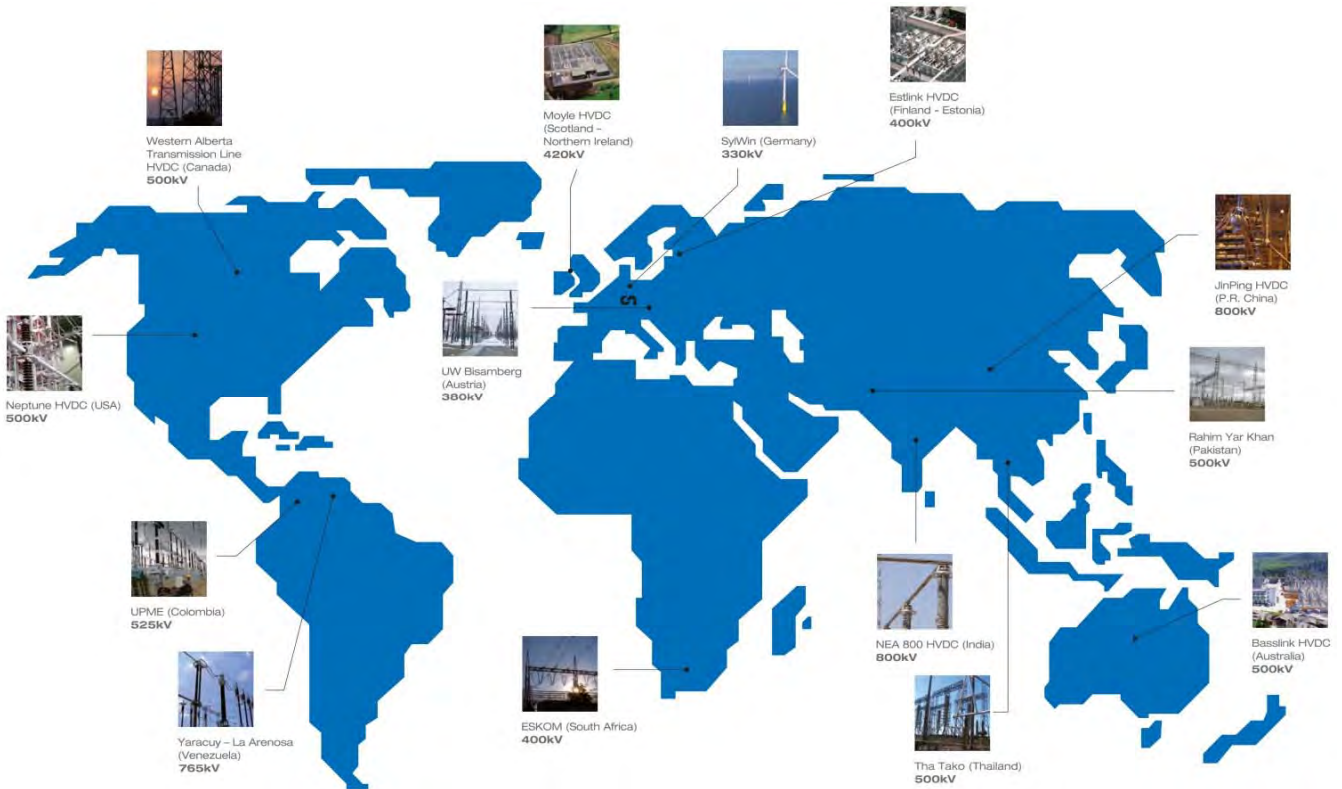 Western Alberta
Transmission Line
HVDC (Canada)
500kV
Moyle HVDC
(Scotland –
Northern Ireland)
420kV
SylWin (Germany)
330kV
Estlink HVDC
(Finland - Estonia)
400kV
JinPing HVDC
(P.R. China)
800kV
Neptune HVDC (USA)
500kV
UW Bisamberg
(Austria)
380kV
S
Rahim Yar Khan
(Pakistan)
500kV
UPME (Colombia)
525kV
Yaracuy – La Arenosa
(Venezuela)
765kV
ESKOM (South Africa)
400kV
NEA 800 HVDC (India)
800kV
Tha Tako (Thailand)
500kV
Basslink HVDC
(Australia)
500kV